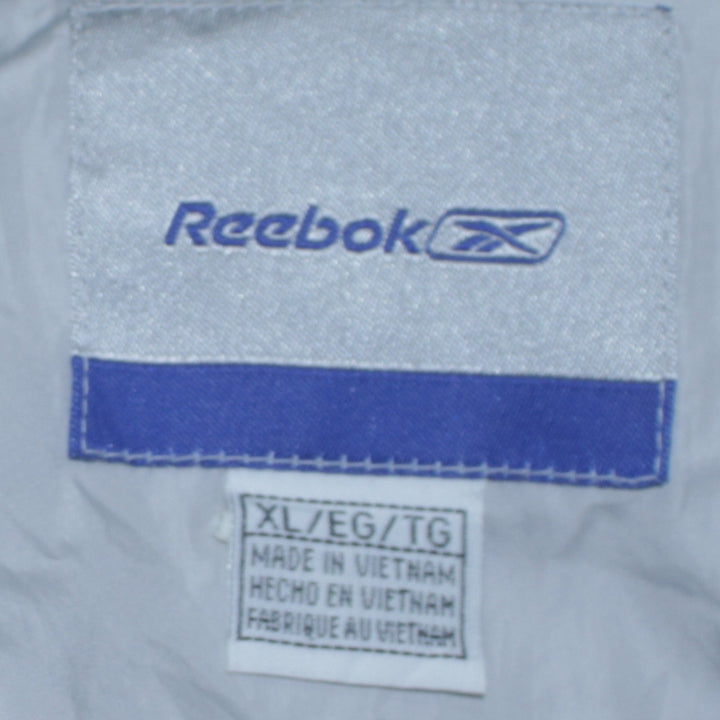 Reebok
XL/EG/TG
MADE IN VIETNAM
HECHO EN VIETNAM
FABRIQUE AU VIETNAM